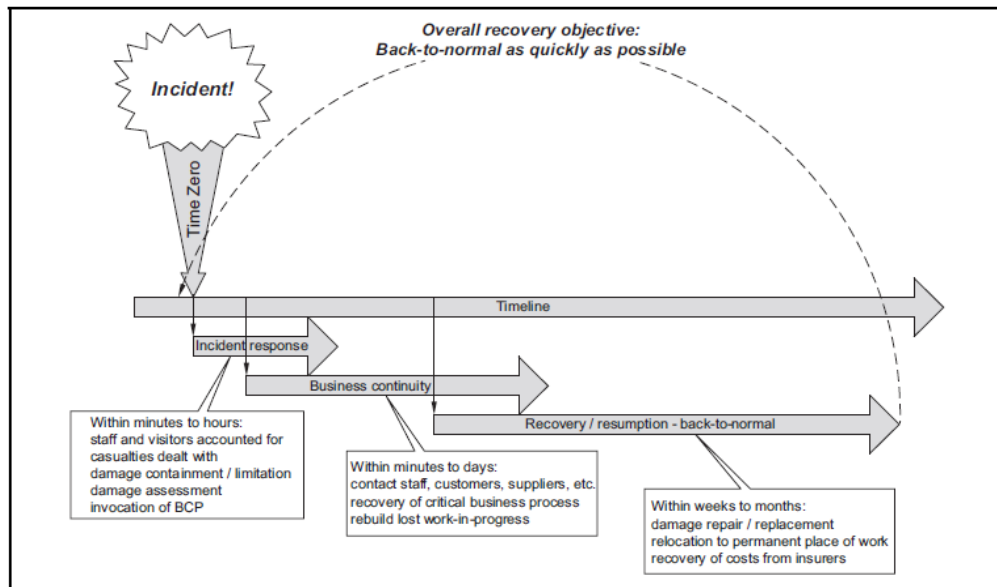 Overall recovery objective:
Back-to-normal as quickly as possible
Incident!
Time Zero
Timeline
Incident response
Business continuity
Recovery / resumption - back-to-normal
Within minutes to hours:
staff and visitors accounted for
casualties dealt with
damage containment / limitation
damage assessment
invocation of BCP
Within minutes to days:
contact staff, customers, suppliers, etc.
recovery of critical business process
rebuild lost work-in-progress
Within weeks to months:
damage repair / replacement
relocation to permanent place of work
recovery of costs from insurers